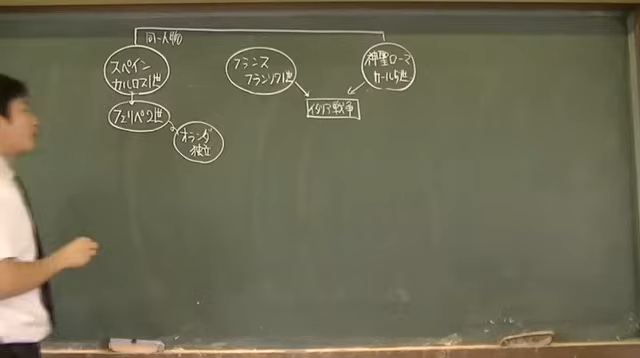 同一人物
スペイン
カルロス1世
フランス
フランソワ1世
神聖ローマ
カール5世
イタリア戦争
フェリペ2世
オランダ
独立